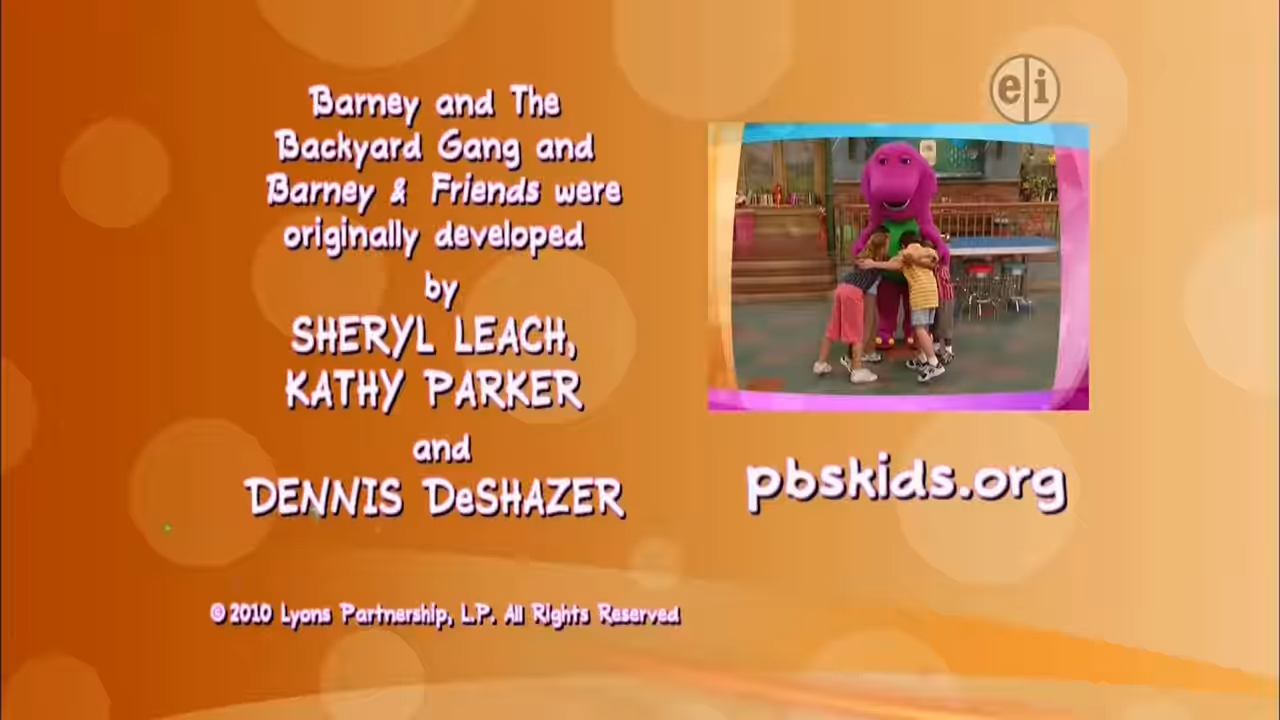 Barney and The
Backyard Gang and
Barney & Friends were
originally developed
by
SHERYL LEACH,
KATHY PARKER
and
DENNIS DeSHAZER
© 2010 Lyons Partnership, L.P. All Rights Reserved
e i
pbskids.org